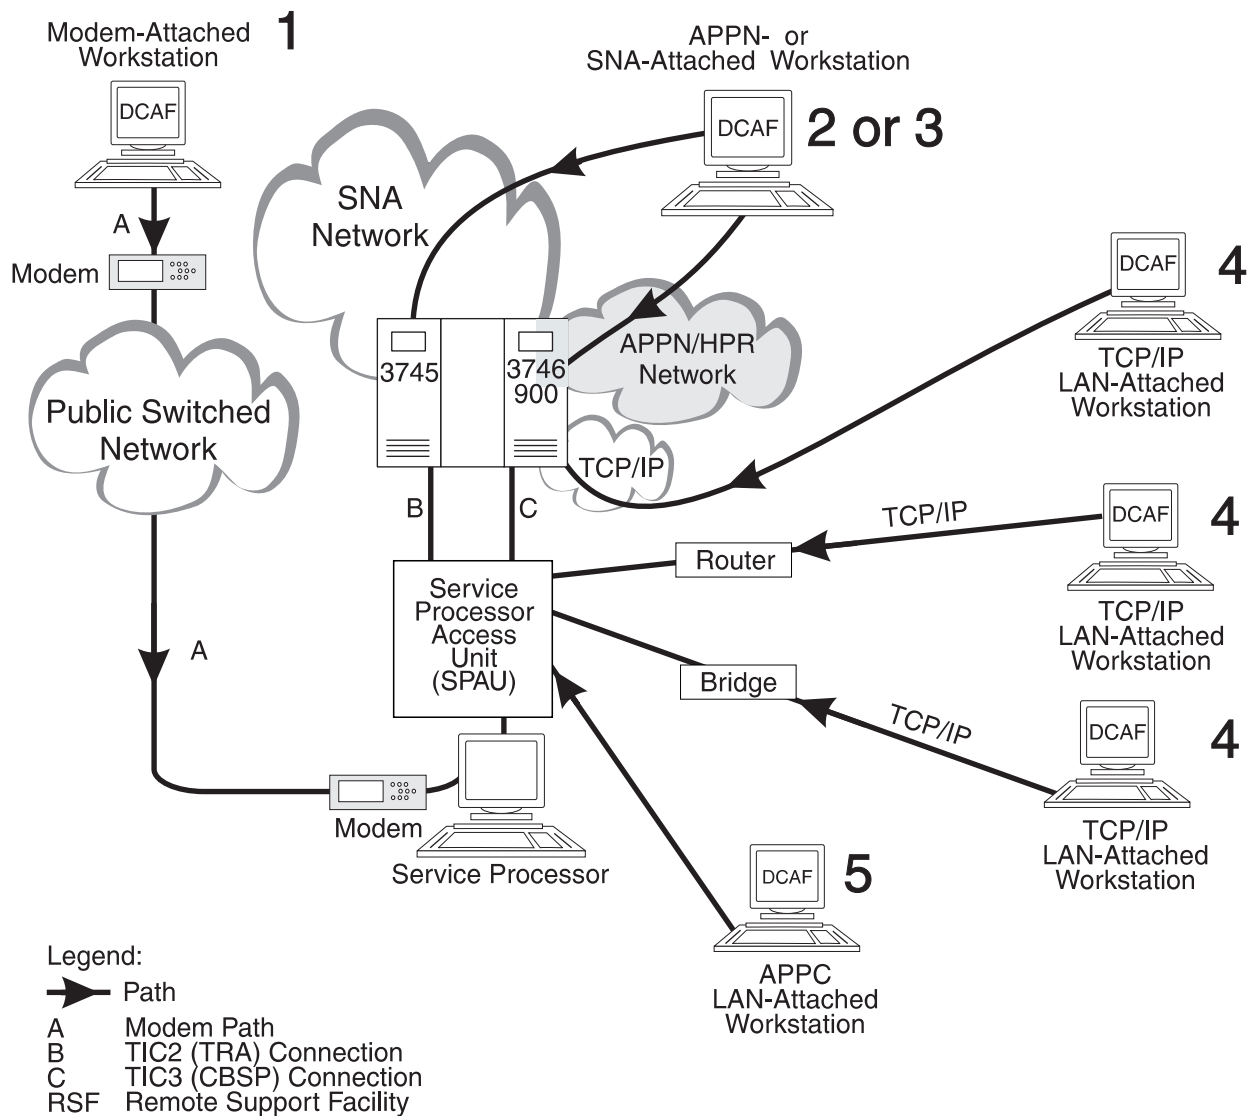 Modem-Attached
Workstation
1
DCAF
APPN- or
SNA-Attached Workstation
DCAF
2 or 3
SNA
Network
A
Modem
DCAF
4
TCP/IP
LAN-Attached
Workstation
3745
3746
900
APPN/HPR
Network
TCP/IP
Public Switched
Network
B
C
TCP/IP
DCAF
4
TCP/IP
LAN-Attached
Workstation
Router
Service
Processor
Access
Unit
(SPAU)
A
Bridge
TCP/IP
DCAF
4
TCP/IP
LAN-Attached
Workstation
Modem
Service Processor
DCAF
5
APPC
LAN-Attached
Workstation
Legend:
Path
A Modem Path
B TIC2 (TRA) Connection
C TIC3 (CBSP) Connection
RSF Remote Support Facility